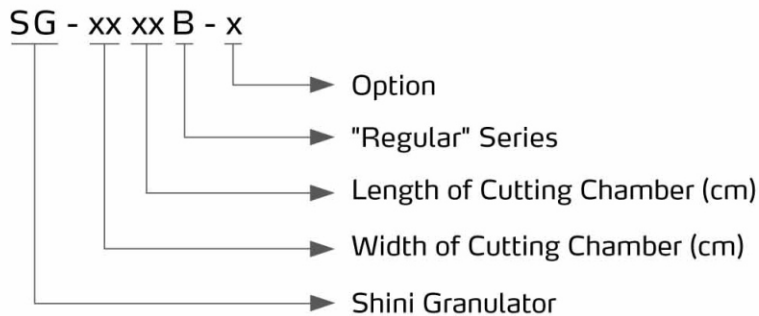 SG - xx xx B - x
Option
"Regular" Series
Length of Cutting Chamber (cm)
Width of Cutting Chamber (cm)
Shini Granulator